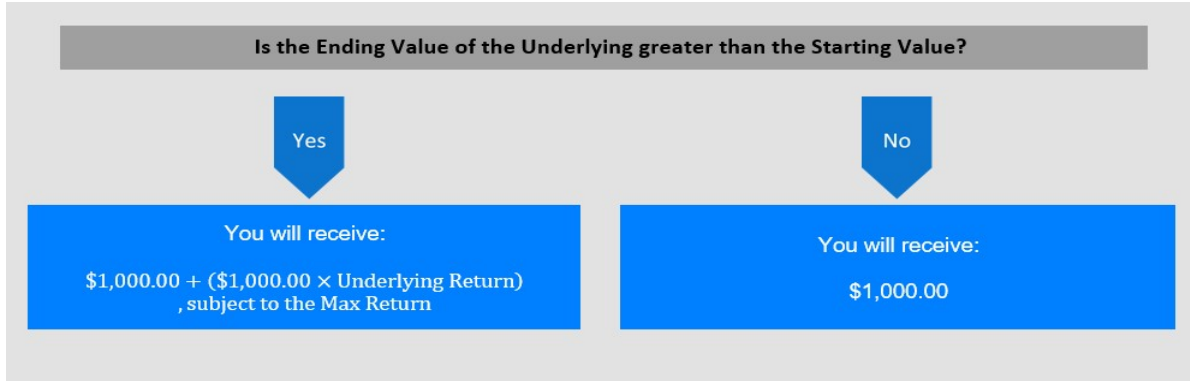 Is the Ending Value of the Underlying greater than the Starting Value?
Yes
No
You will receive:
$1,000.00 + ($1,000.00 × Underlying Return)
, subject to the Max Return
You will receive:
$1,000.00